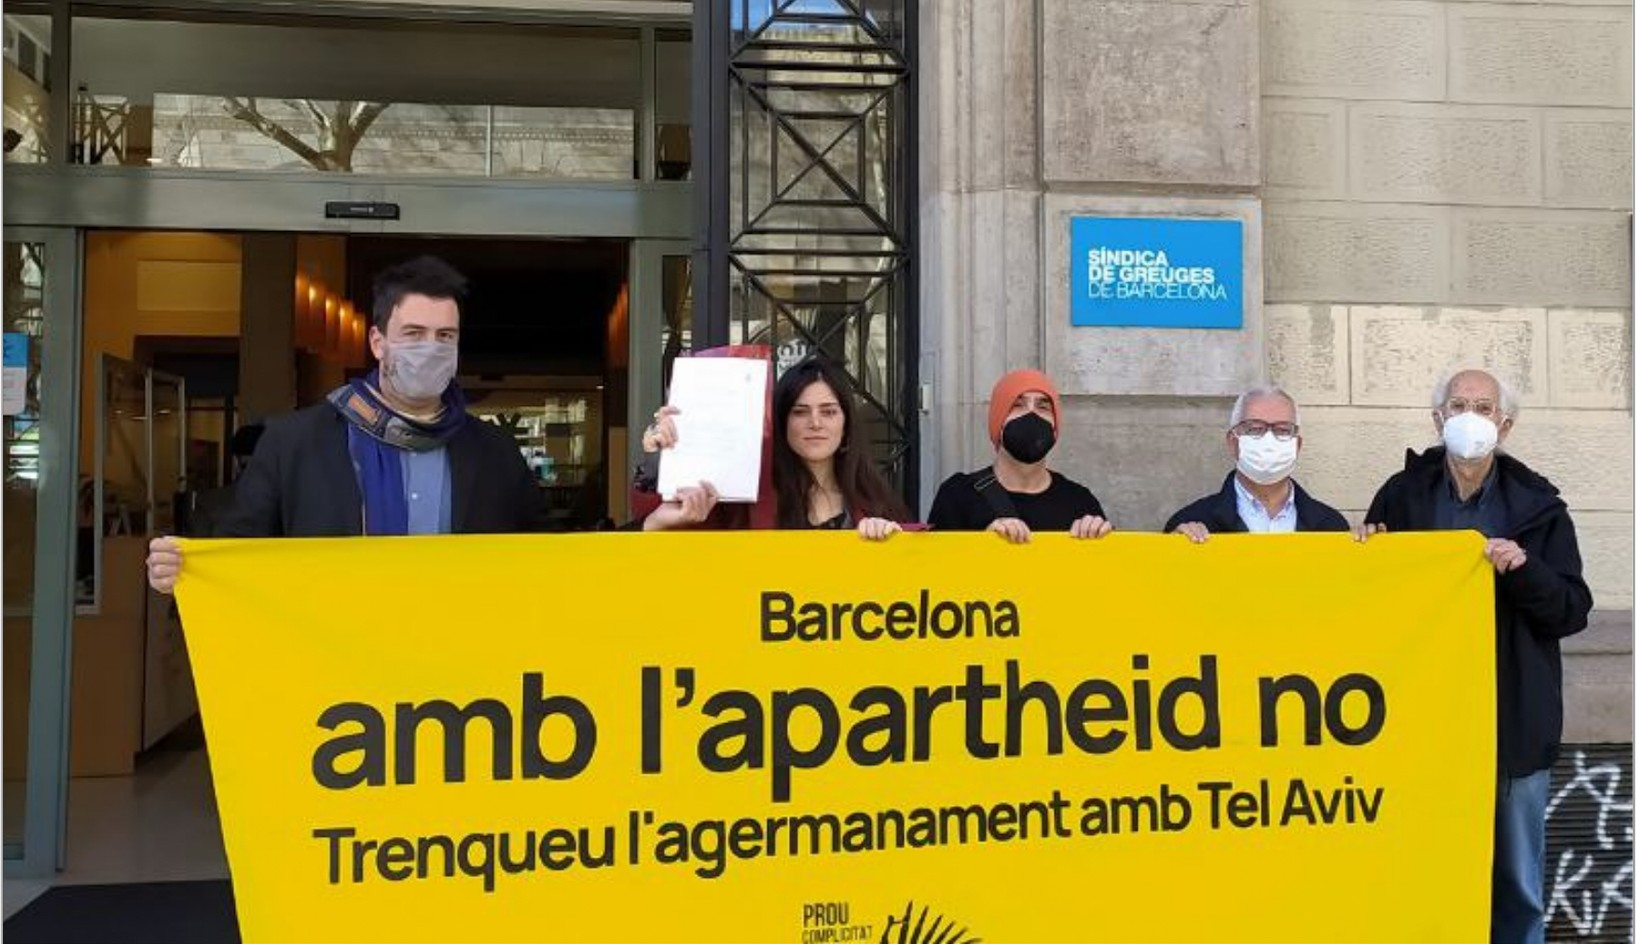 SÍNDICA
DE GREUGES
DE BARCELONA
Barcelona
amb l'apartheid no
Trenqueu l'agermanament amb Tel Aviv
PROU
COMPLICITAT